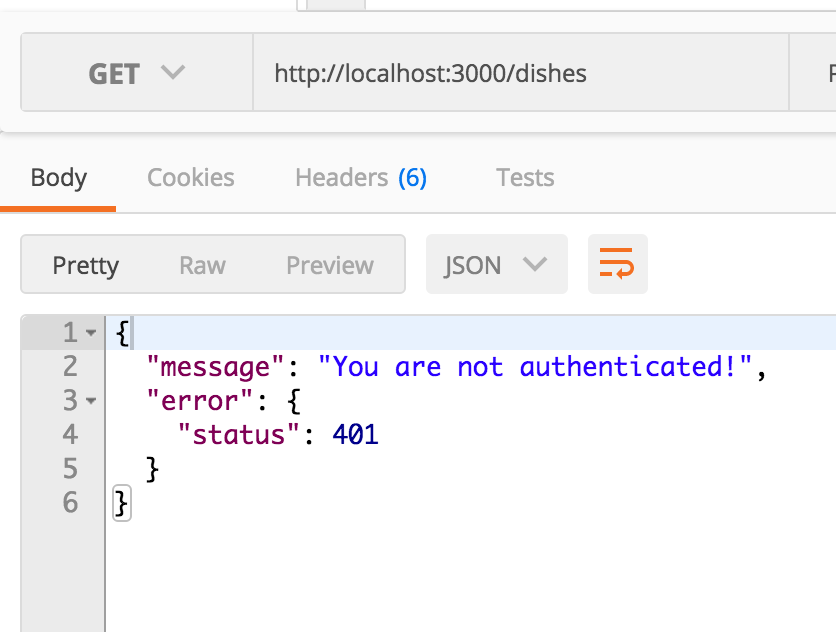 GET http://localhost:3000/dishes
Body Cookies Headers (6) Tests
Pretty Raw Preview JSON
1 {
2 "message": "You are not authenticated!",
3 "error": {
4 "status": 401
5 }
6 }